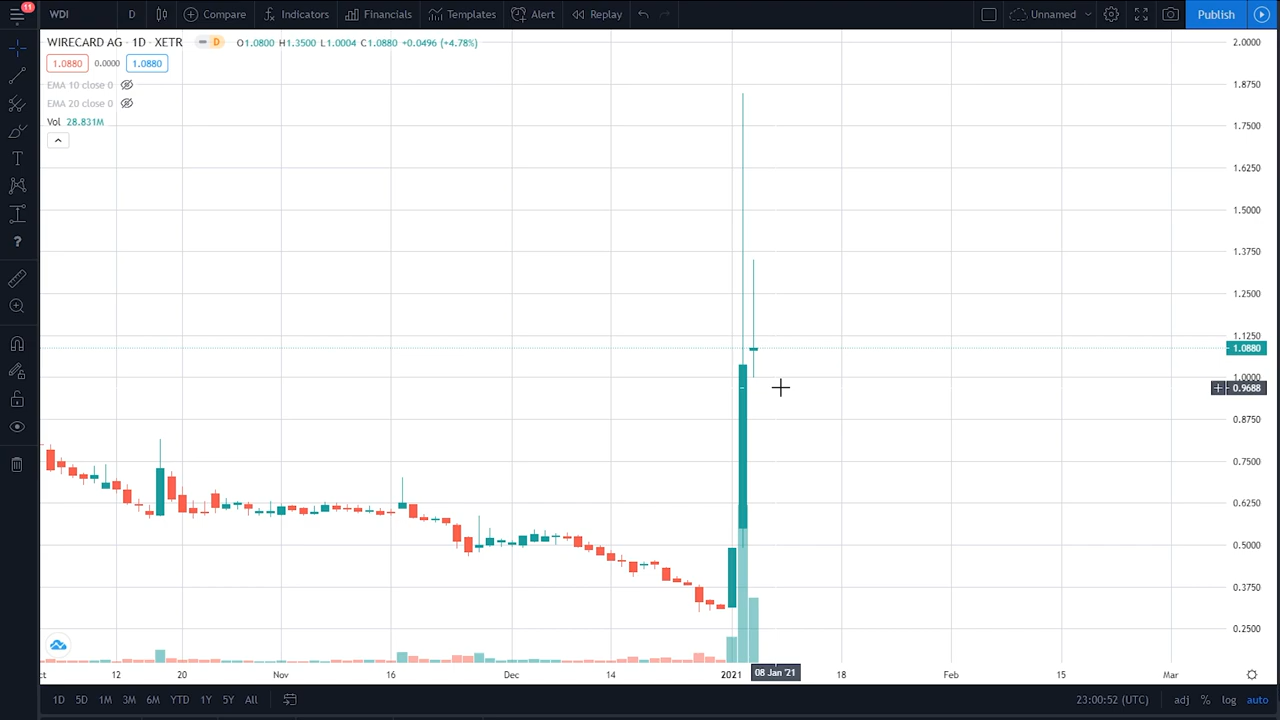 11 WDI D Compare Indicators Financials Templates Alert Replay Unnamed Publish
WIRECARD AG · 1D · XETR D O1.0800 H1.3500 L1.0004 C1.0880 +0.0496 (+4.78%)
1.0880 0.0000 1.0880
EMA 10 close 0
EMA 20 close 0
Vol 28.831M
2.0000
1.8750
1.7500
1.6250
1.5000
1.3750
1.2500
1.1250
1.0880
1.0000
0.9688
0.8750
0.7500
0.6250
0.5000
0.3750
0.2500
ct 12 20 Nov 16 Dec 14 2021 08 Jan '21 18 Feb 15 Mar
1D 5D 1M 3M 6M YTD 1Y 5Y All 23:00:52 (UTC) adj % log auto